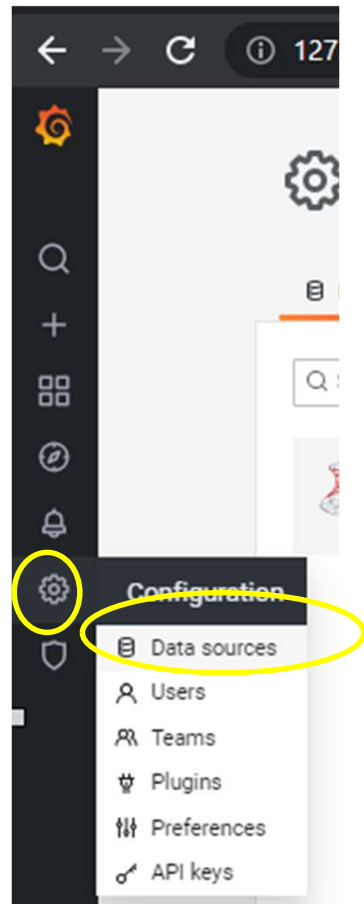 127
Configuration
Data sources
Users
Teams
Plugins
Preferences
API keys